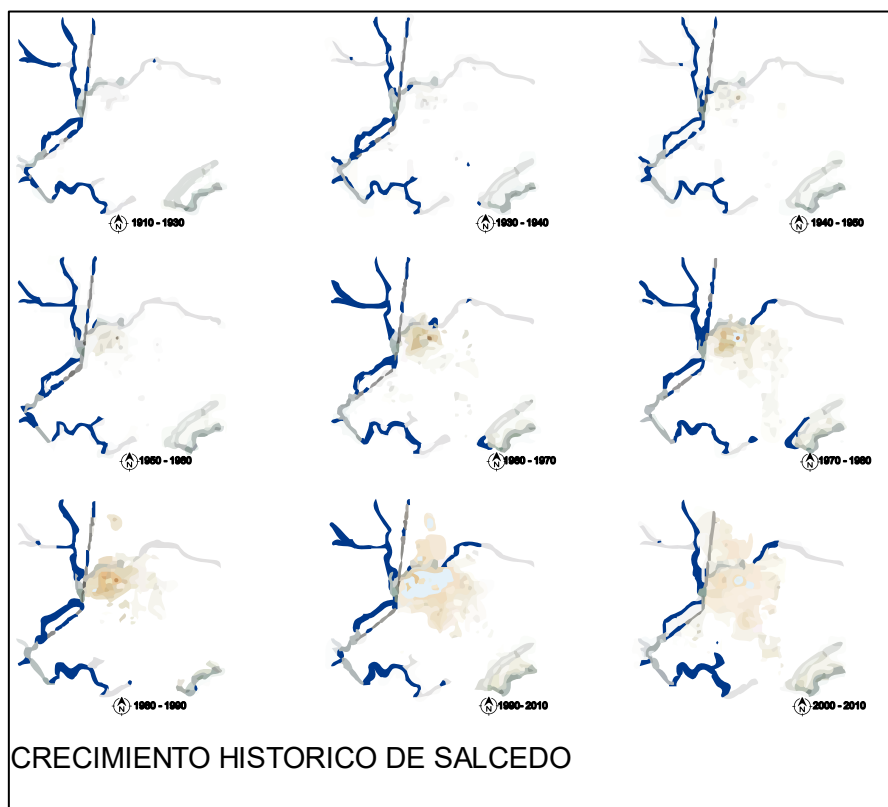 N 1910 - 1930
N 1930 - 1940
N 1940 - 1950
N 1950 - 1960
N 1960 - 1970
N 1970 - 1980
N 1980 - 1990
N 1990 - 2010
N 2000 - 2010
CRECIMIENTO HISTORICO DE SALCEDO